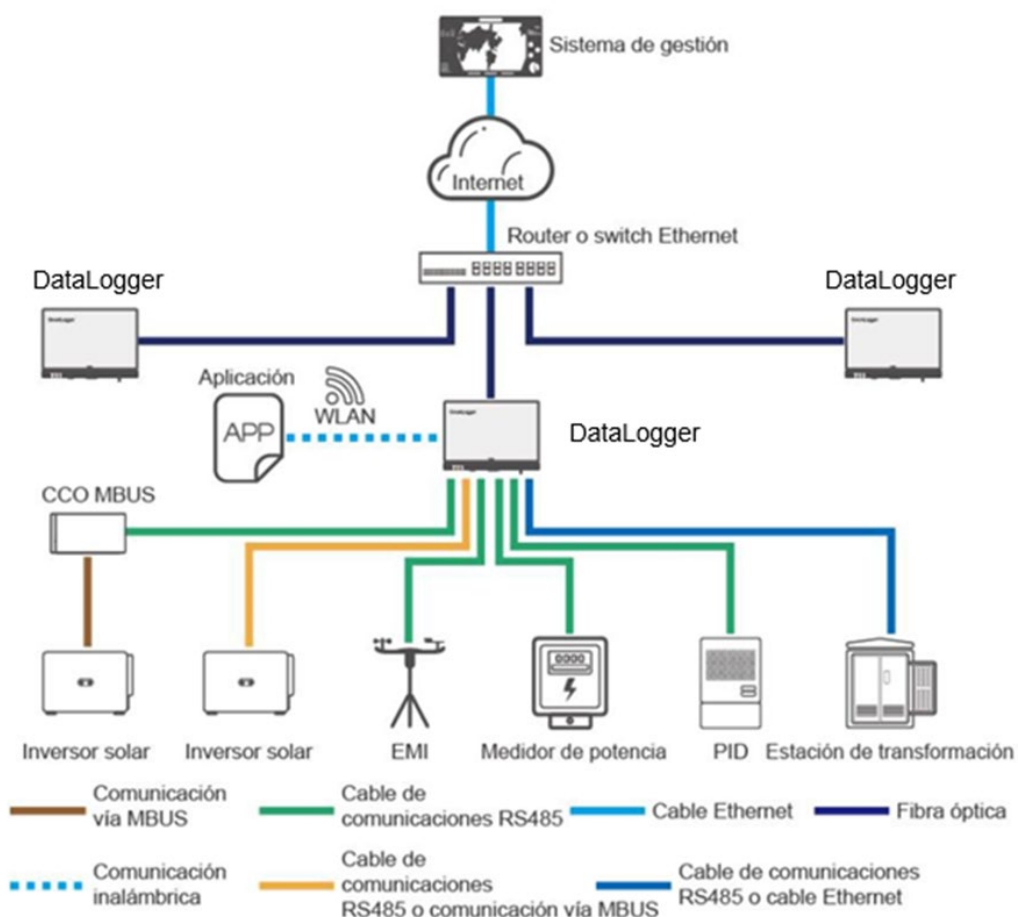 Sistema de gestión
Internet
Router o switch Ethernet
DataLogger
DataLogger
Aplicación
WLAN
APP
DataLogger
CCO MBUS
Inversor solar
Inversor solar
EMI
Medidor de potencia
PID
Estación de transformación
Comunicación
vía MBUS
Cable de
comunicaciones RS485
Cable Ethernet
Fibra óptica
Comunicación
inalámbrica
Cable de
comunicaciones
RS485 o comunicación vía MBUS
Cable de comunicaciones
RS485 o cable Ethernet